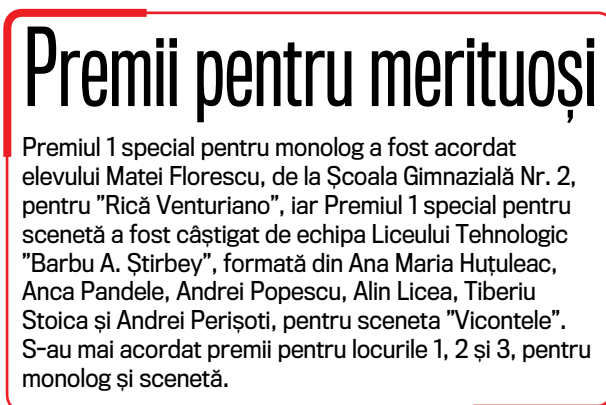 Premii pentru merituoși
Premiul 1 special pentru monolog a fost acordat
elevului Matei Florescu, de la Școala Gimnazială Nr. 2,
pentru ”Rică Venturiano”, iar Premiul 1 special pentru
scenetă a fost câștigat de echipa Liceului Tehnologic
”Barbu A. Știrbey”, formată din Ana Maria Huțuleac,
Anca Pandele, Andrei Popescu, Alin Licea, Tiberiu
Stoica și Andrei Perișoti, pentru sceneta ”Vicontele”.
S-au mai acordat premii pentru locurile 1, 2 și 3, pentru
monolog și scenetă.